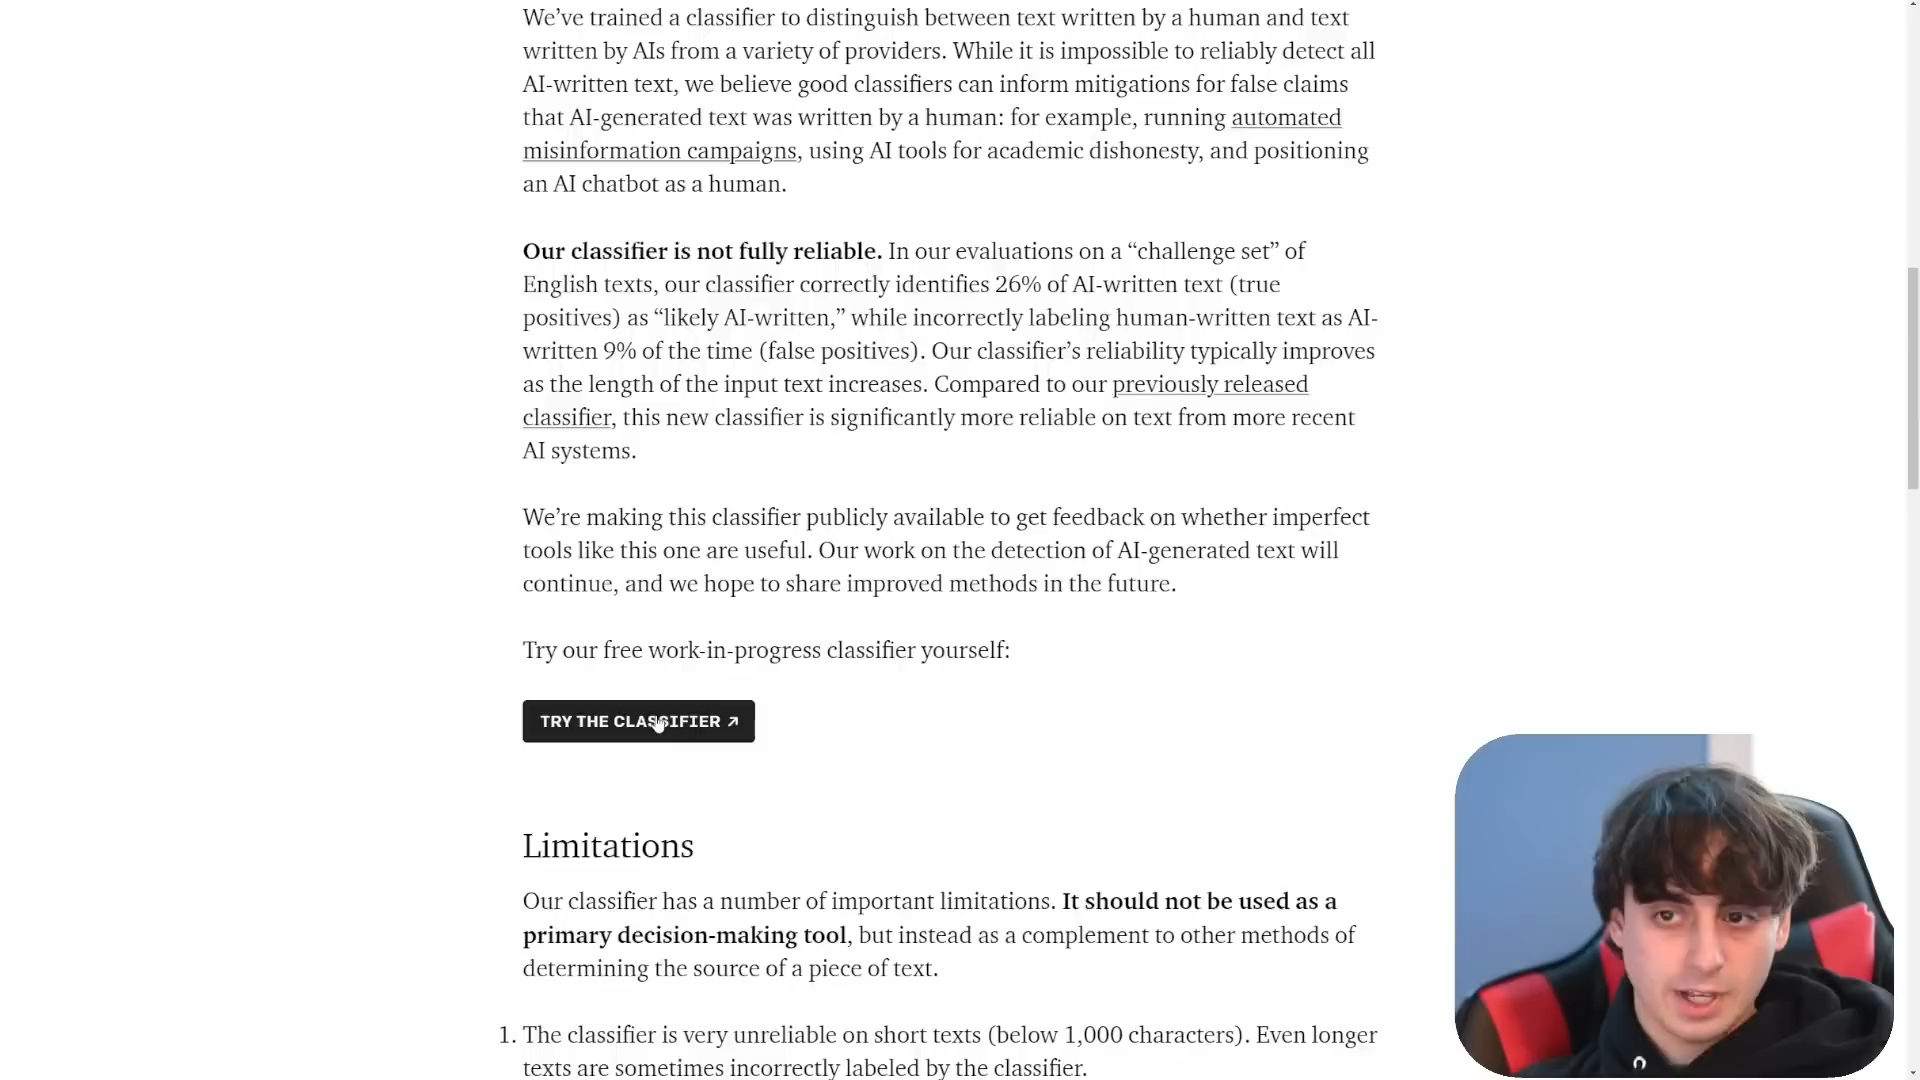 We’ve trained a classifier to distinguish between text written by a human and text
written by AIs from a variety of providers. While it is impossible to reliably detect all
AI-written text, we believe good classifiers can inform mitigations for false claims
that AI-generated text was written by a human: for example, running automated
misinformation campaigns, using AI tools for academic dishonesty, and positioning
an AI chatbot as a human.
Our classifier is not fully reliable. In our evaluations on a “challenge set” of
English texts, our classifier correctly identifies 26% of AI-written text (true
positives) as “likely AI-written,” while incorrectly labeling human-written text as AI-
written 9% of the time (false positives). Our classifier’s reliability typically improves
as the length of the input text increases. Compared to our previously released
classifier, this new classifier is significantly more reliable on text from more recent
AI systems.
We’re making this classifier publicly available to get feedback on whether imperfect
tools like this one are useful. Our work on the detection of AI-generated text will
continue, and we hope to share improved methods in the future.
Try our free work-in-progress classifier yourself:
TRY THE CLASSIFIER ↗
Limitations
Our classifier has a number of important limitations. It should not be used as a
primary decision-making tool, but instead as a complement to other methods of
determining the source of a piece of text.
1. The classifier is very unreliable on short texts (below 1,000 characters). Even longer
texts are sometimes incorrectly labeled by the classifier.